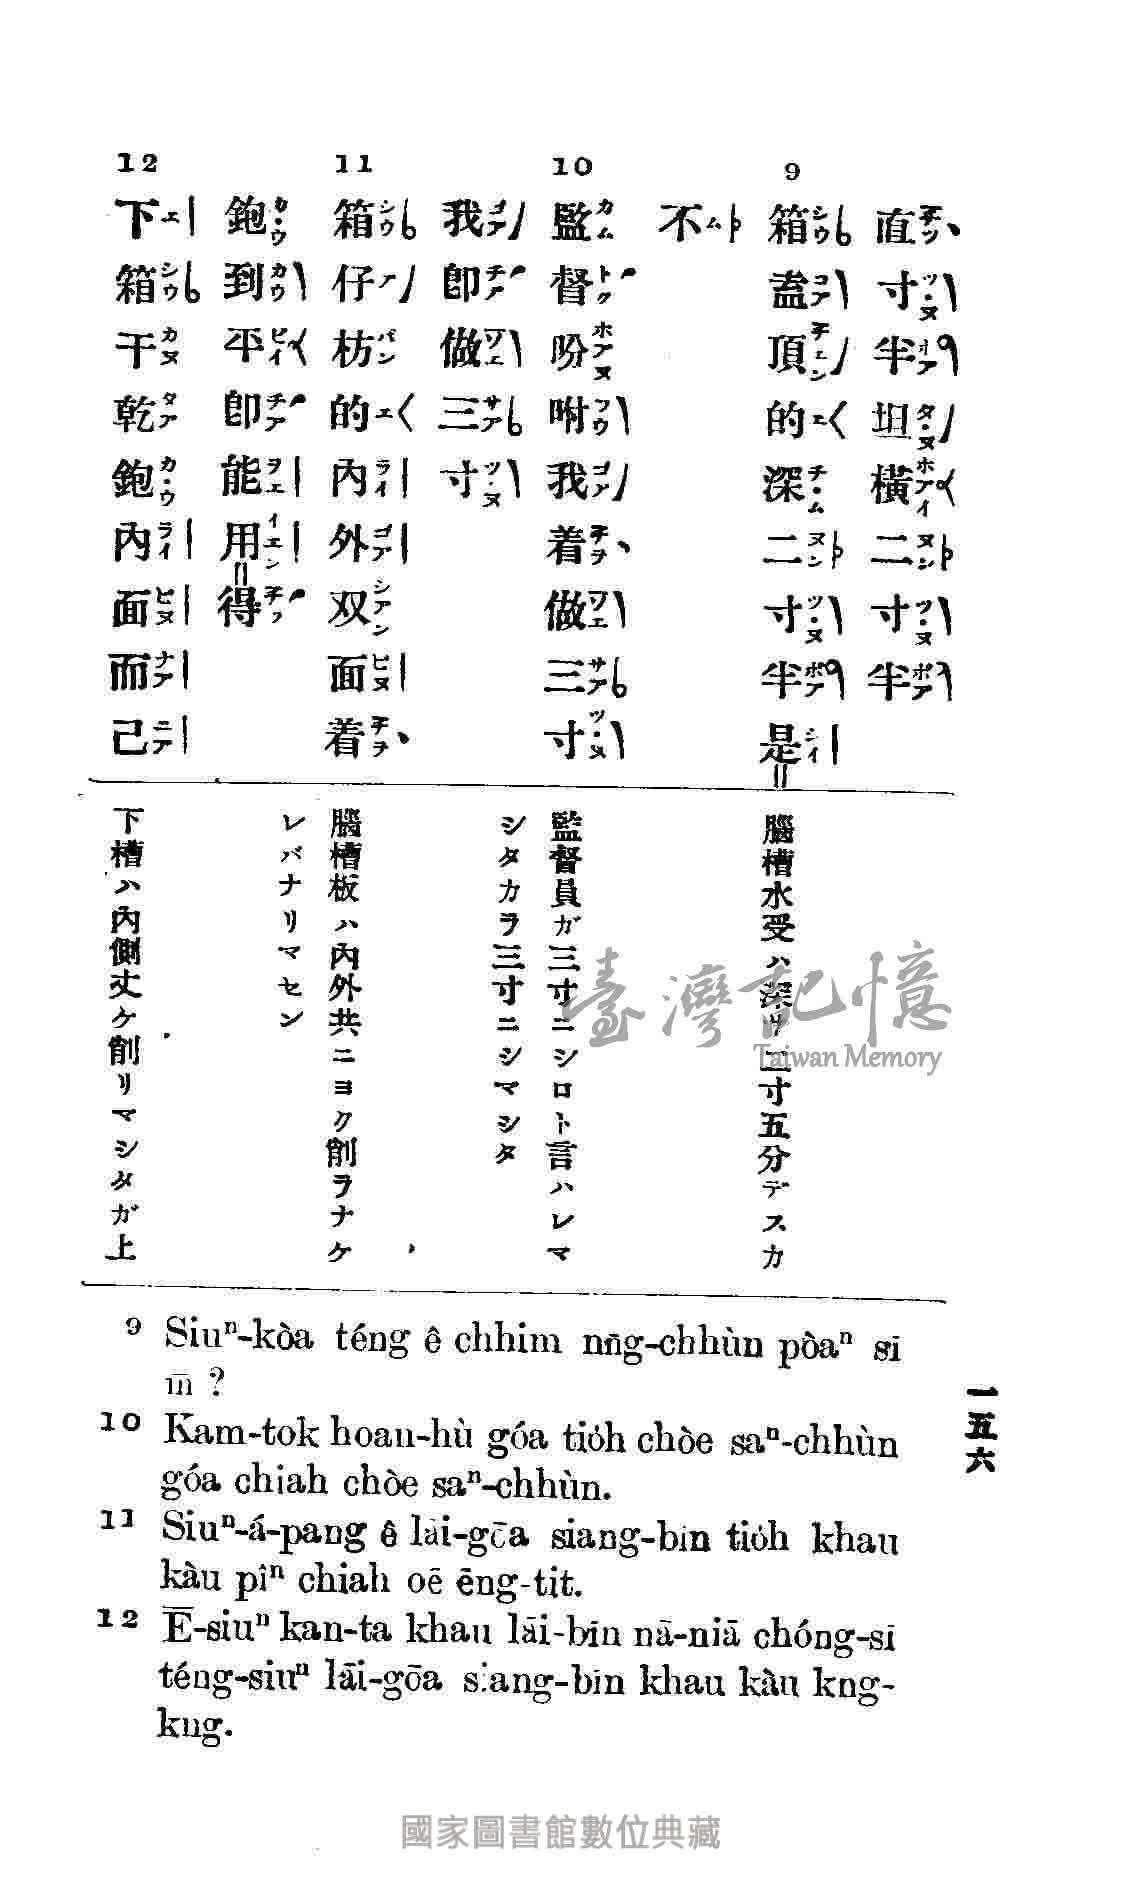 直寸半坦橫二寸半
9
箱盖頂的深二寸半是
不
10
監督吩咐我着做三寸
我卽做三寸
11
箱仔枋的內外双面着
鉋到平卽能用得
12
下箱干乾鉋內面而己
腦槽水受ハ深サ二寸五分デスカ
監督員ガ三寸ニシロト言ハレマ
シタカラ三寸ニシマシタ
腦槽板ハ內外共ニヨク削ラナケ
レバナリマセン
下槽ハ內側丈ケ削リマシタガ上
9 Siuⁿ-kòa téng ê chhim nn̄g-chhùn pòaⁿ sī
m̄ ?
10 Kam-tok hoan-hù góa tio̍h chòe saⁿ-chhùn
góa chiah chòe saⁿ-chhùn.
11 Siuⁿ-á-pang ê lāi-gōa siang-bīn tio̍h khau
kàu pîⁿ chiah oē ēng-tit.
12 Ē-siuⁿ kan-ta khau lāi-bīn nā-niā chóng-sī
téng-siuⁿ lāi-gōa siang-bīn khau kàu kng-
kng.
一五六
臺灣記憶
Taiwan Memory
國家圖書館數位典藏